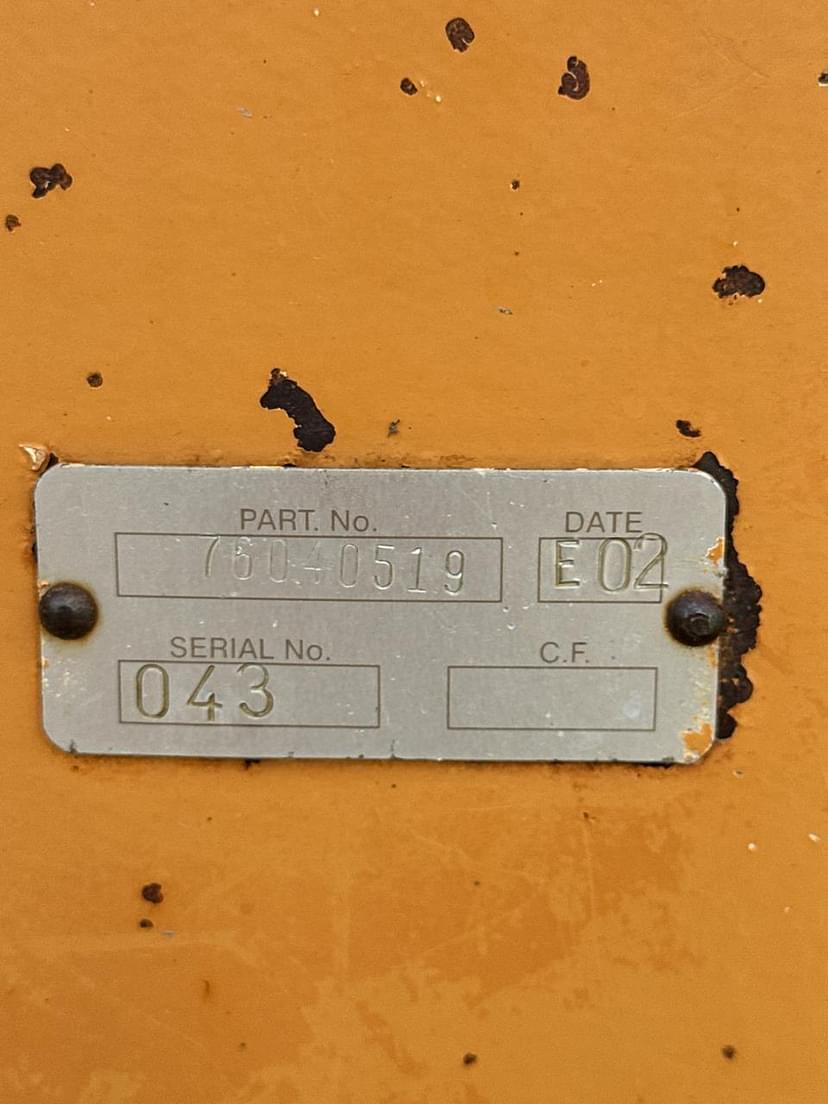 PART. No. DATE
76040519 E02
SERIAL No. C.F.
043